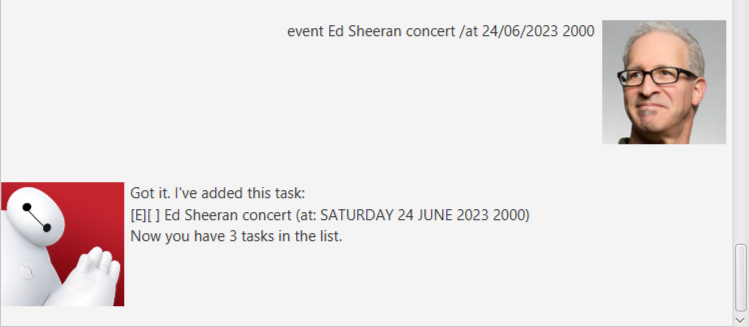 event Ed Sheeran concert /at 24/06/2023 2000
Got it. I've added this task:
[E][ ] Ed Sheeran concert (at: SATURDAY 24 JUNE 2023 2000)
Now you have 3 tasks in the list.